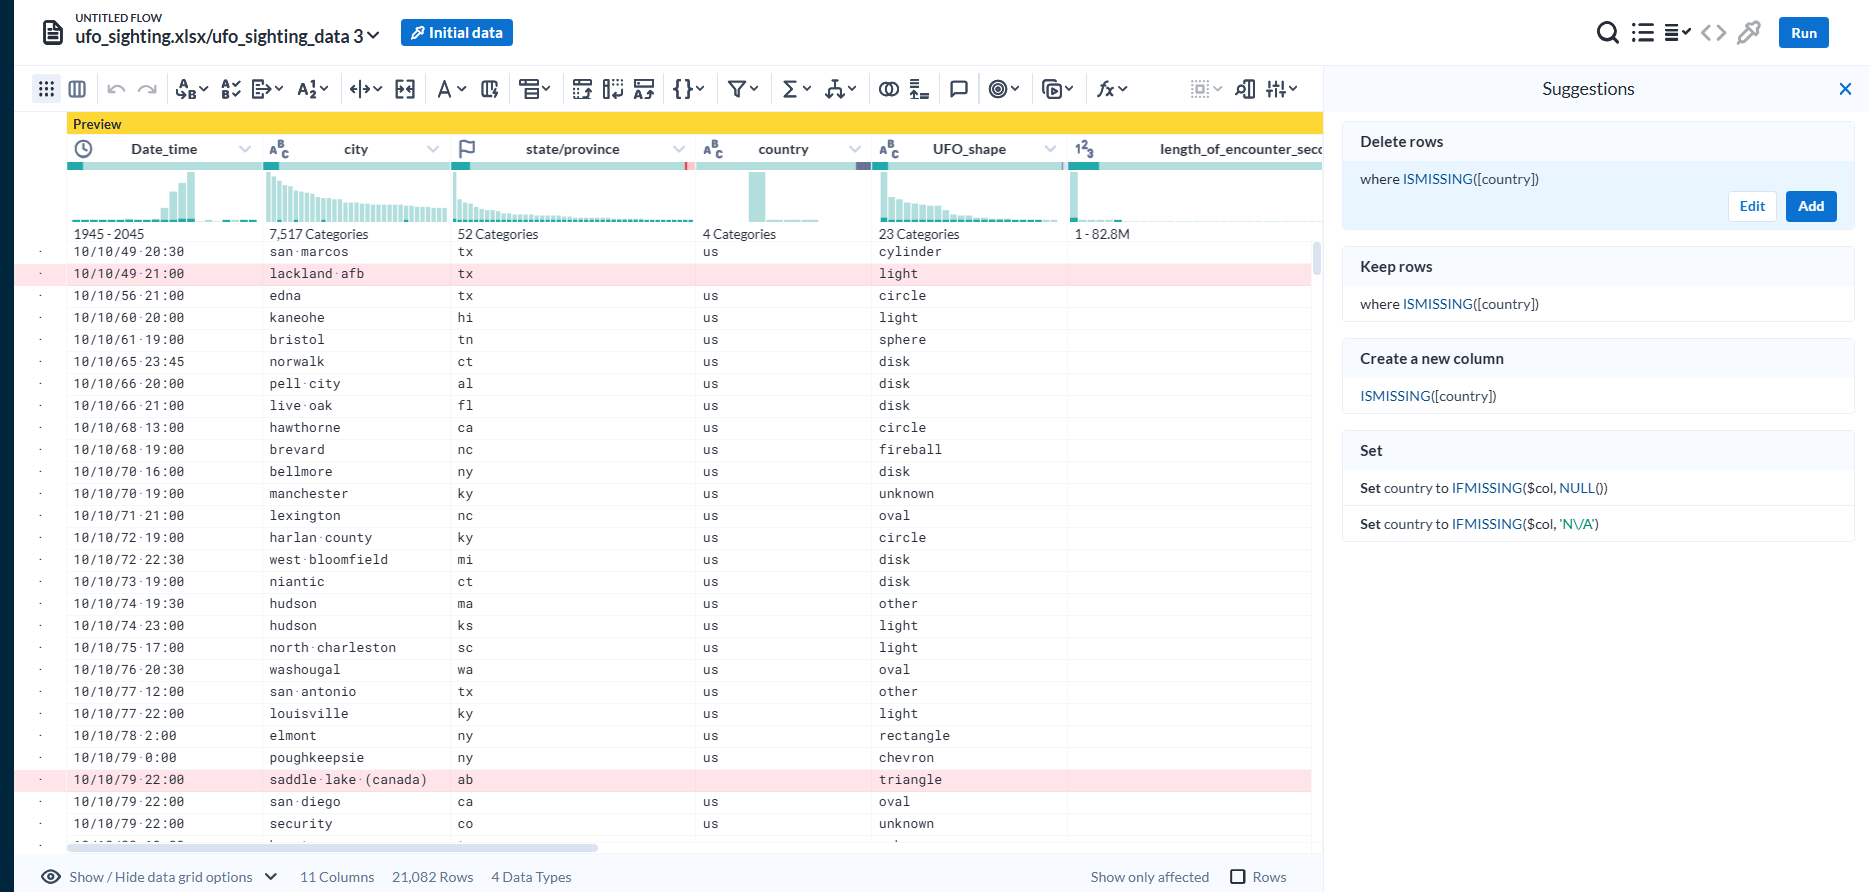 UNTITLED FLOW
ufo_sighting.xlsx/ufo_sighting_data 3
Initial data
Run
Suggestions
Preview
Date_time city state/province country UFO_shape length_of_encounter_seco
1945 - 2045 7,517 Categories 52 Categories 4 Categories 23 Categories 1 - 82.8M
10/10/49·20:30 san·marcos tx us cylinder
10/10/49·21:00 lackland·afb tx light
10/10/56·21:00 edna tx us circle
10/10/60·20:00 kaneohe hi us light
10/10/61·19:00 bristol tn us sphere
10/10/65·23:45 norwalk ct us disk
10/10/66·20:00 pell·city al us disk
10/10/66·21:00 live·oak fl us disk
10/10/68·13:00 hawthorne ca us circle
10/10/68·19:00 brevard nc us fireball
10/10/70·16:00 bellmore ny us disk
10/10/70·19:00 manchester ky us unknown
10/10/71·21:00 lexington nc us oval
10/10/72·19:00 harlan·county ky us circle
10/10/72·22:30 west·bloomfield mi us disk
10/10/73·19:00 niantic ct us disk
10/10/74·19:30 hudson ma us other
10/10/74·23:00 hudson ks us light
10/10/75·17:00 north·charleston sc us light
10/10/76·20:30 washougal wa us oval
10/10/77·12:00 san·antonio tx us other
10/10/77·22:00 louisville ky us light
10/10/78·2:00 elmont ny us rectangle
10/10/79·0:00 poughkeepsie ny us chevron
10/10/79·22:00 saddle·lake·(canada) ab triangle
10/10/79·22:00 san·diego ca us oval
10/10/79·22:00 security co us unknown
Show / Hide data grid options 11 Columns 21,082 Rows 4 Data Types Show only affected Rows
Delete rows
where ISMISSING([country])
Edit Add
Keep rows
where ISMISSING([country])
Create a new column
ISMISSING([country])
Set
Set country to IFMISSING($col, NULL())
Set country to IFMISSING($col, 'N\/A')